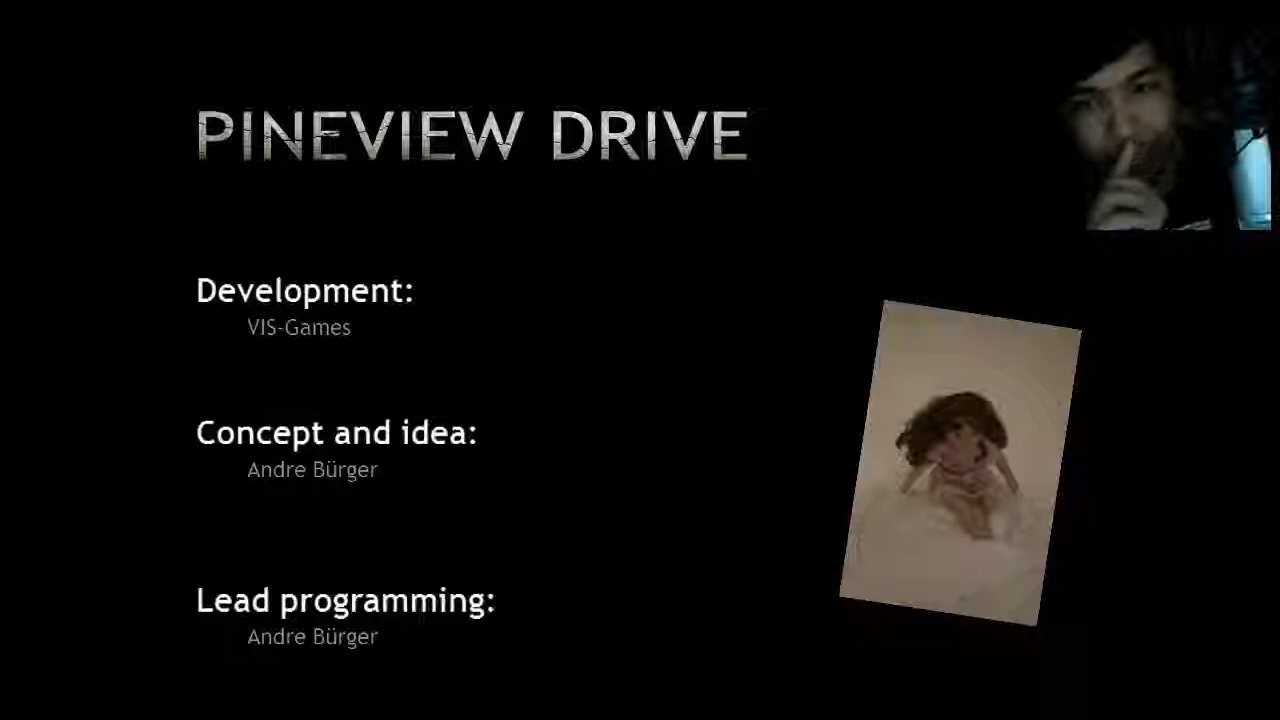 PINEVIEW DRIVE
Development:
VIS-Games
Concept and idea:
Andre Bürger
Lead programming:
Andre Bürger